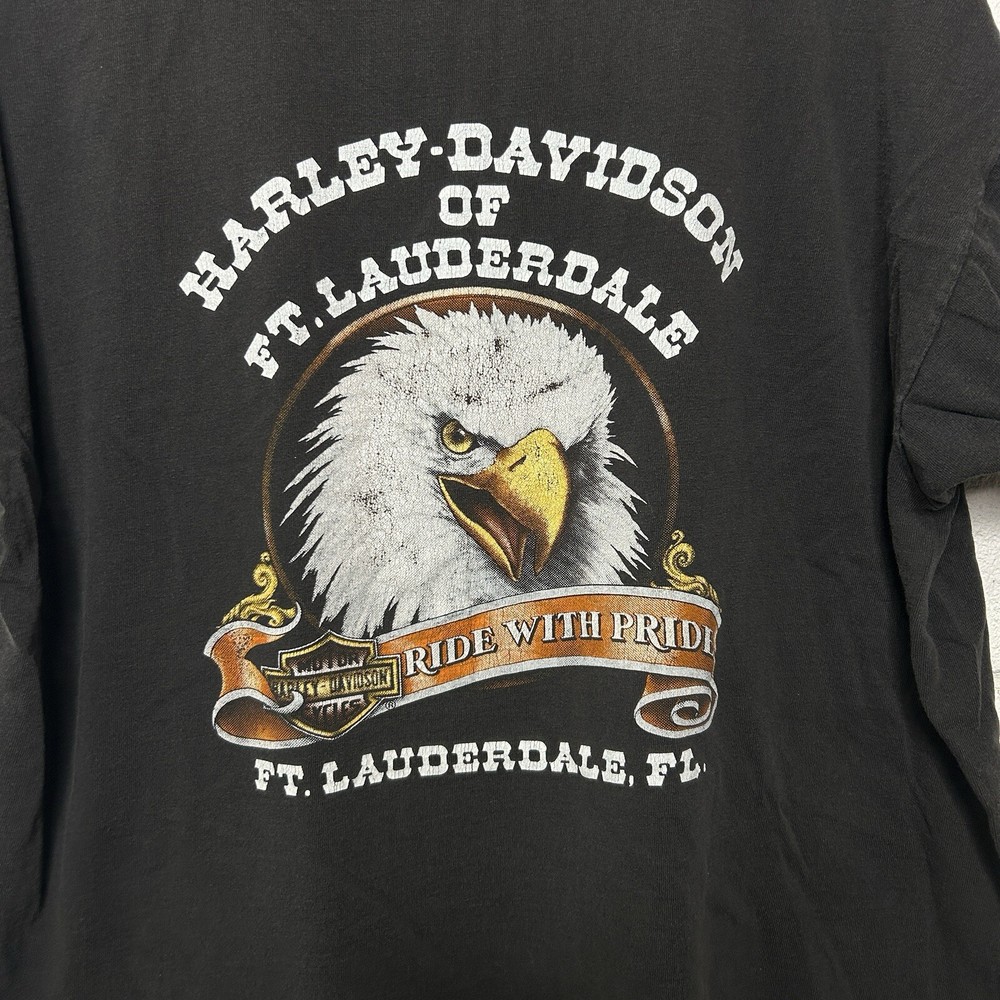 HARLEY-DAVIDSON
OF
FT. LAUDERDALE
RIDE WITH PRIDE
MOTOR
HARLEY-DAVIDSON
CYCLES
®
FT. LAUDERDALE, FL.